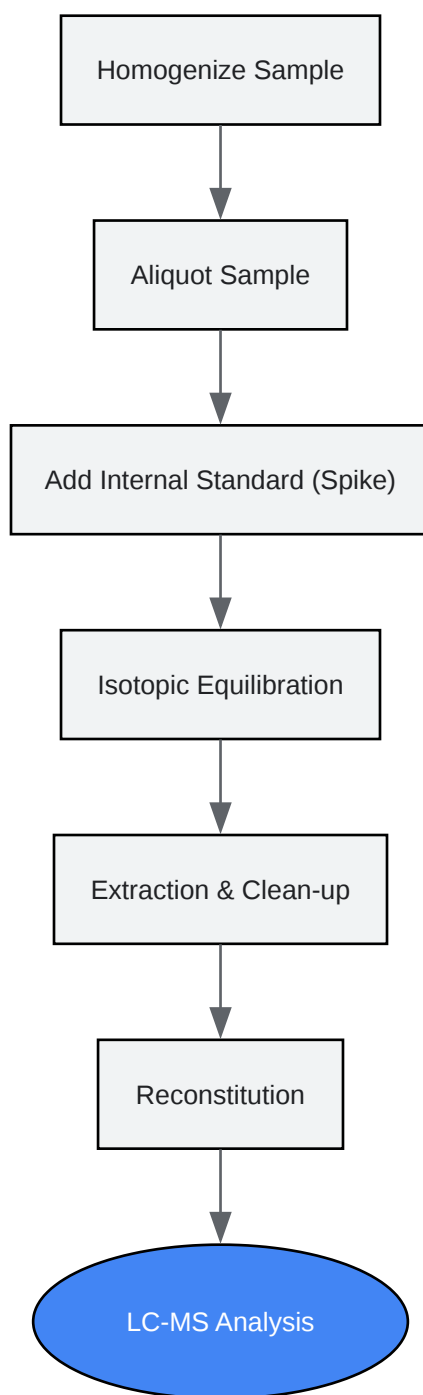 Homogenize Sample
Aliquot Sample
Add Internal Standard (Spike)
Isotopic Equilibration
Extraction & Clean-up
Reconstitution
LC-MS Analysis